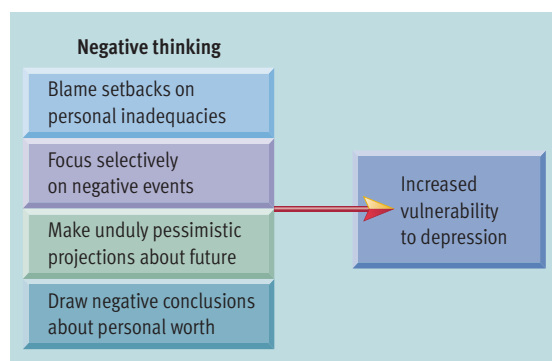 Negative thinking
Blame setbacks on
personal inadequacies
Focus selectively
on negative events
Make unduly pessimistic
projections about future
Draw negative conclusions
about personal worth
Increased
vulnerability
to depression